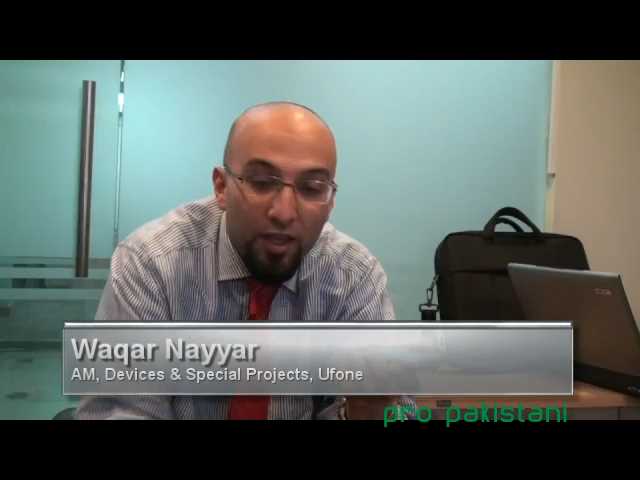 Waqar Nayyar
AM, Devices & Special Projects, Ufone
pro pakistani